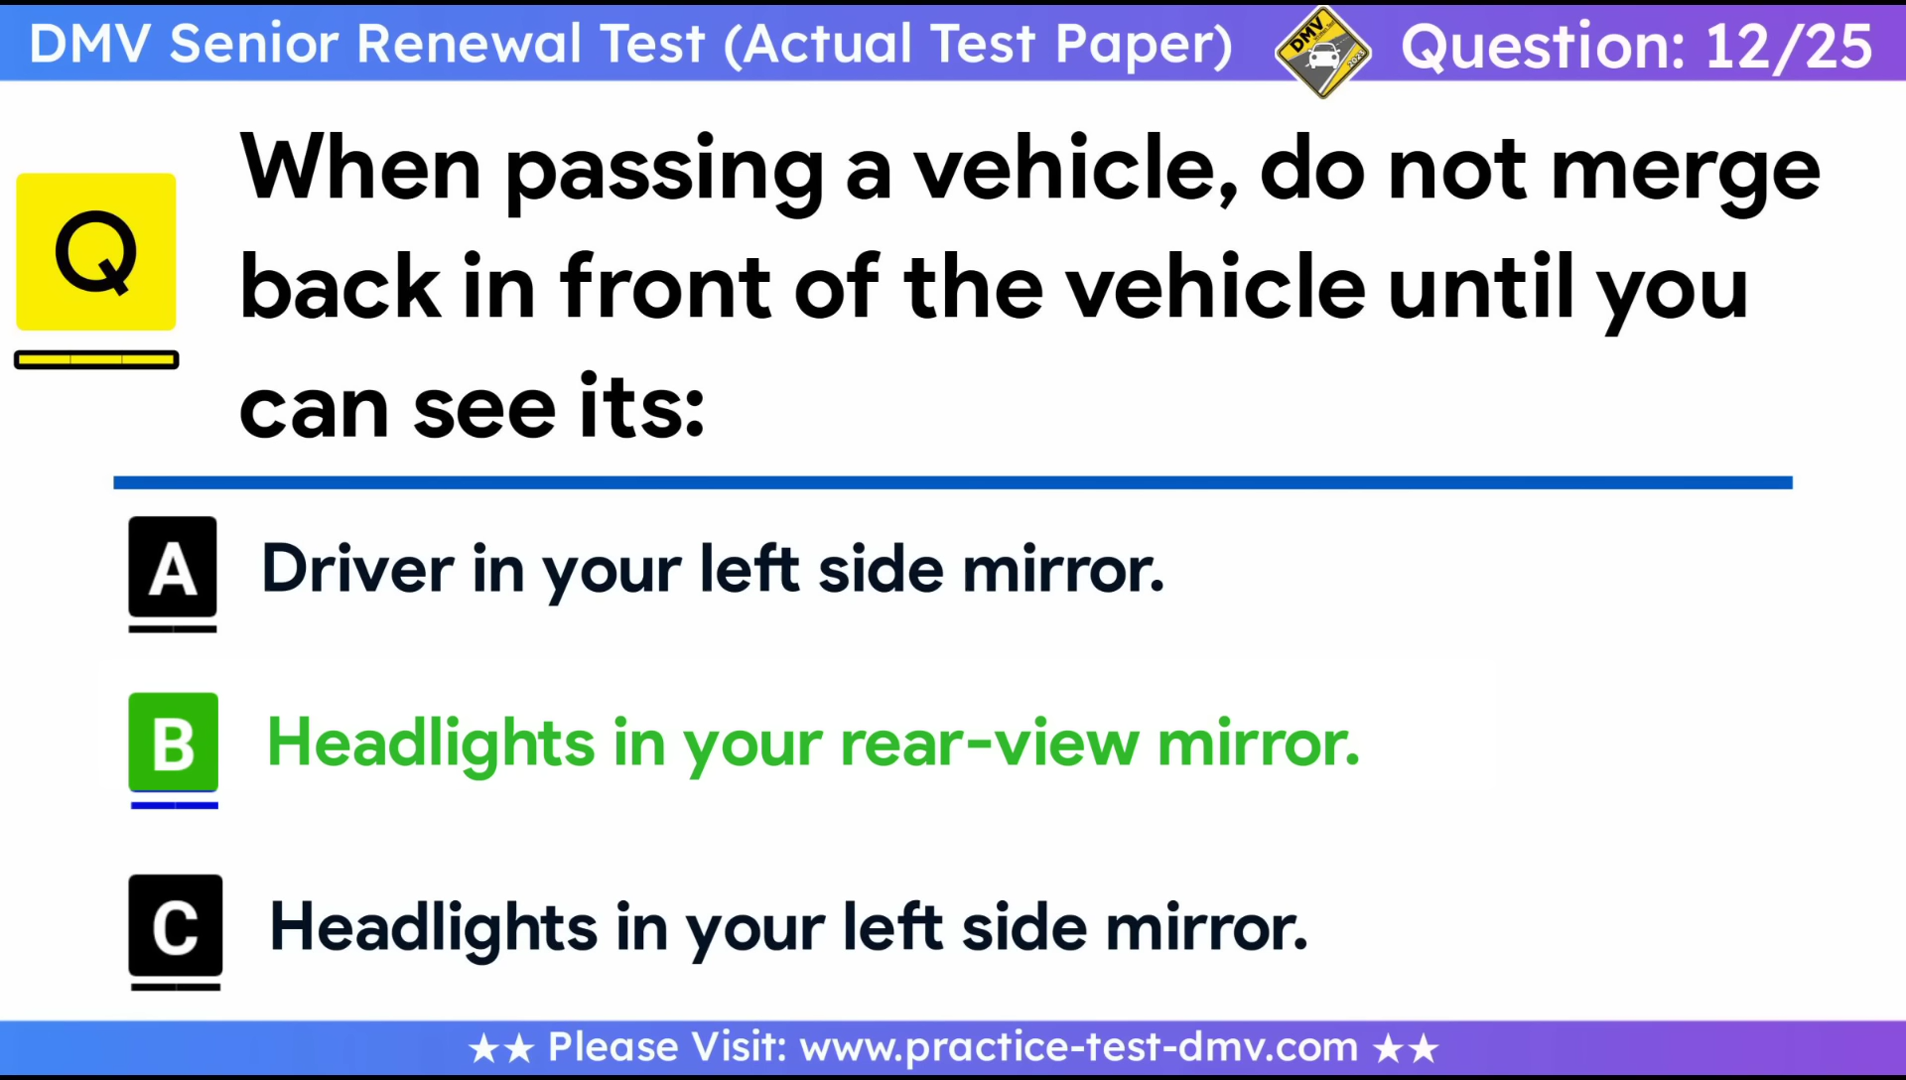 DMV Senior Renewal Test (Actual Test Paper)
DMV
2023
Question: 12/25
Q
When passing a vehicle, do not merge
back in front of the vehicle until you
can see its:
A
Driver in your left side mirror.
B
Headlights in your rear-view mirror.
C
Headlights in your left side mirror.
★★ Please Visit: www.practice-test-dmv.com ★★